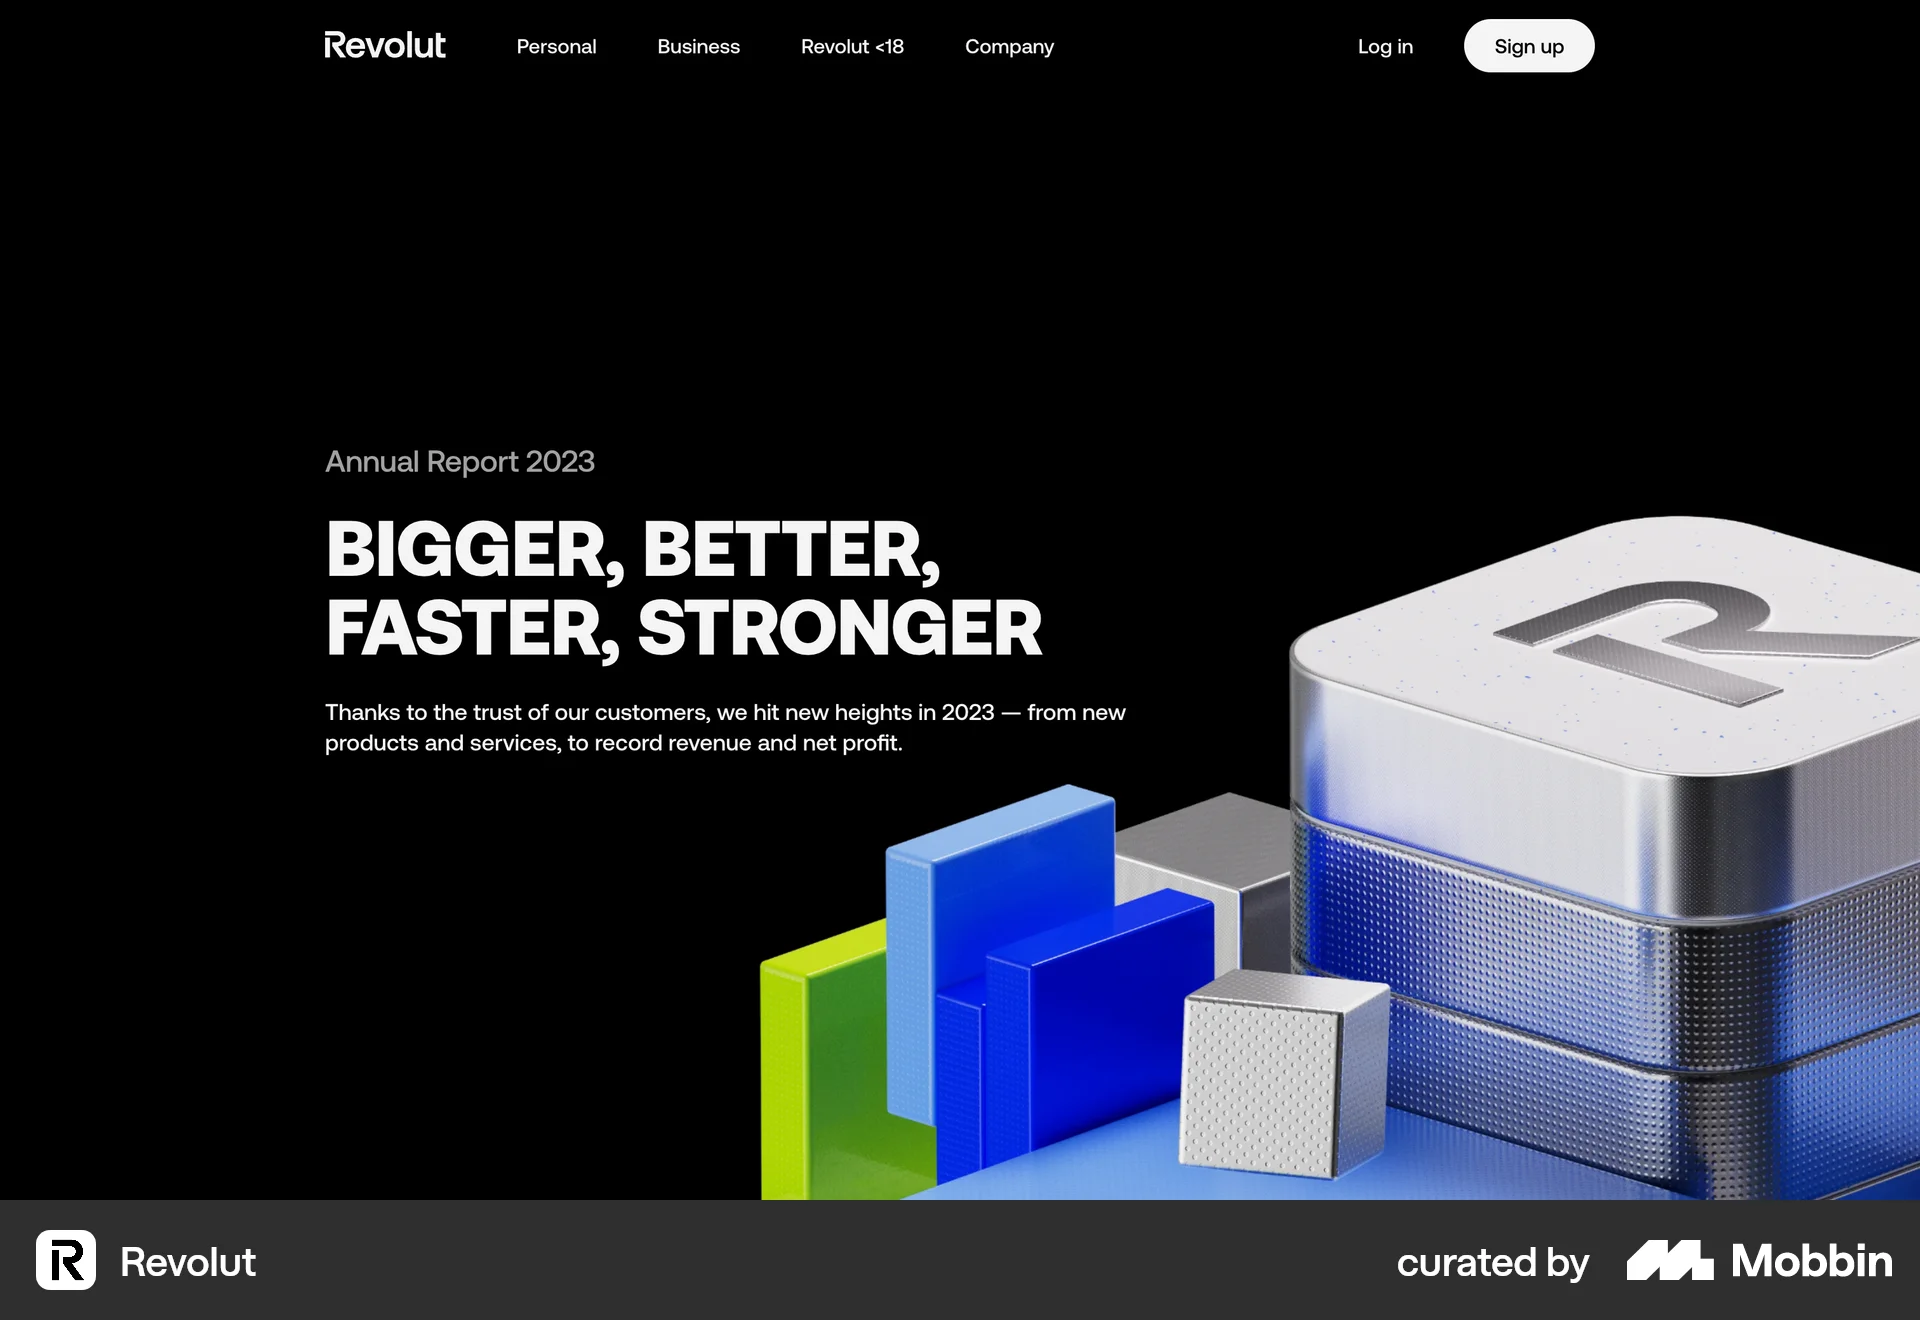 Revolut
Personal
Business
Revolut <18
Company
Log in
Sign up
Annual Report 2023
BIGGER, BETTER,
FASTER, STRONGER
Thanks to the trust of our customers, we hit new heights in 2023 — from new
products and services, to record revenue and net profit.
R
R
Revolut
curated by
Mobbin